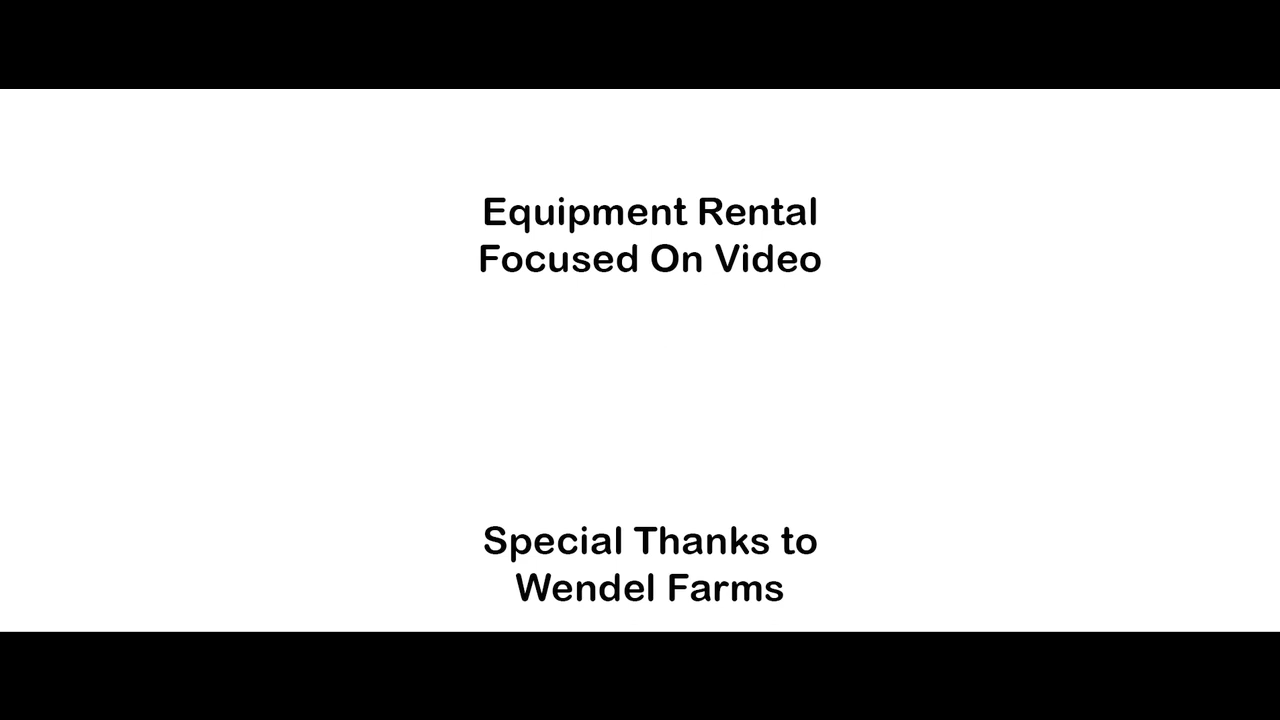 Equipment Rental
Focused On Video
Special Thanks to
Wendel Farms